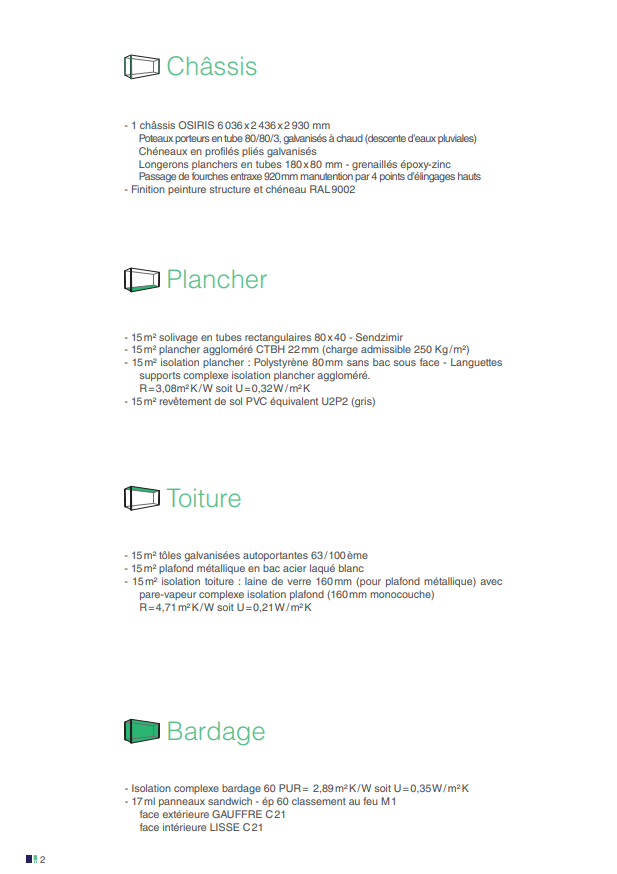 Châssis
- 1 châssis OSIRIS 6 036 x 2 436 x 2 930 mm
Poteaux porteurs en tube 80/80/3, galvanisés à chaud (descente d'eaux pluviales)
Chéneaux en profilés pliés galvanisés
Longerons planchers en tubes 180 x 80 mm - grenaillés époxy-zinc
Passage de fourches entraxe 920 mm manutention par 4 points d'élingages hauts
- Finition peinture structure et chéneau RAL 9002
Plancher
- 15 m² solivage en tubes rectangulaires 80 x 40 - Sendzimir
- 15 m² plancher aggloméré CTBH 22 mm (charge admissible 250 Kg / m²)
- 15 m² isolation plancher : Polystyrène 80 mm sans bac sous face - Languettes
supports complexe isolation plancher aggloméré.
R = 3,08m² K / W soit U = 0,32 W / m² K
- 15 m² revêtement de sol PVC équivalent U2P2 (gris)
Toiture
- 15 m² tôles galvanisées autoportantes 63 / 100 ème
- 15 m² plafond métallique en bac acier laqué blanc
- 15 m² isolation toiture : laine de verre 160 mm (pour plafond métallique) avec
pare-vapeur complexe isolation plafond (160 mm monocouche)
R = 4,71 m² K / W soit U = 0,21 W / m² K
Bardage
- Isolation complexe bardage 60 PUR = 2,89 m² K / W soit U = 0,35 W / m² K
- 17 ml panneaux sandwich - ép 60 classement au feu M 1
face extérieure GAUFFRE C 21
face intérieure LISSE C 21
2